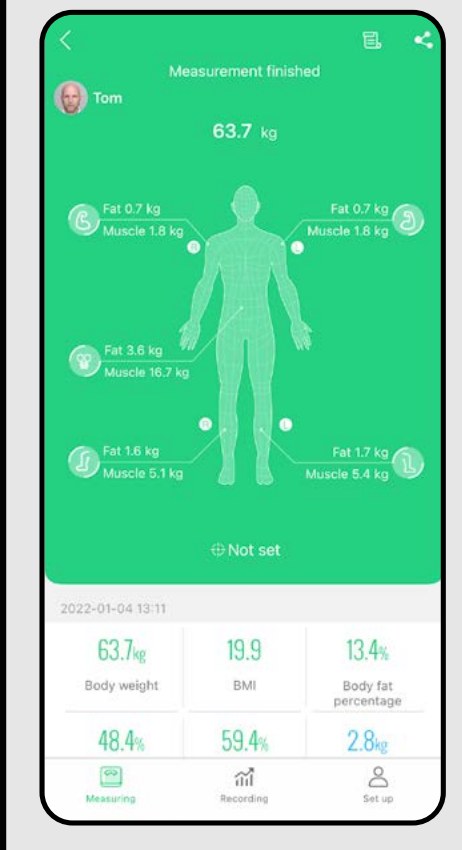 Measurement finished
Tom
63.7 kg
Fat 0.7 kg
Muscle 1.8 kg
Fat 0.7 kg
Muscle 1.8 kg
R
L
Fat 3.6 kg
Muscle 16.7 kg
R
L
Fat 1.6 kg
Muscle 5.1 kg
Fat 1.7 kg
Muscle 5.4 kg
Not set
2022-01-04 13:11
63.7kg
19.9
13.4%
Body weight
BMI
Body fat
percentage
48.4%
59.4%
2.8kg
Measuring
Recording
Set up